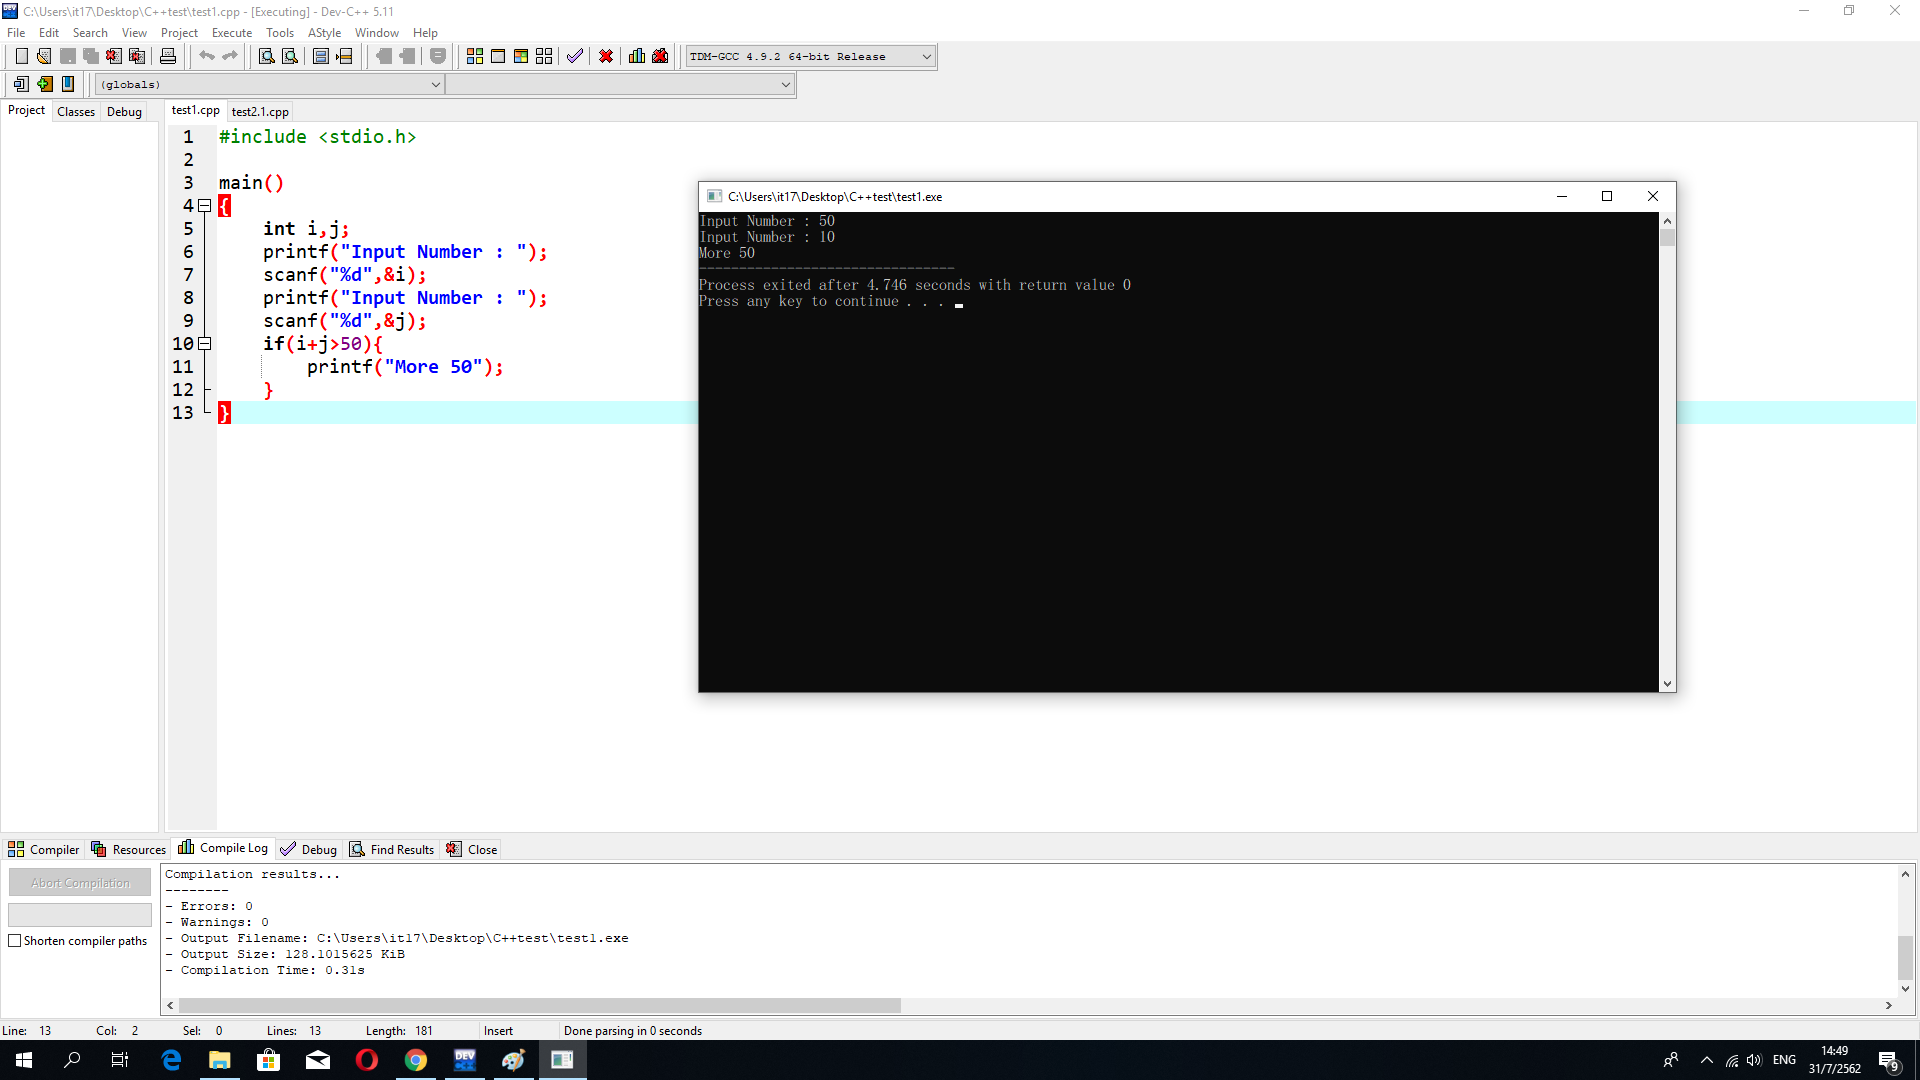 C:\Users\it17\Desktop\C++test\test1.cpp - [Executing] - Dev-C++ 5.11
File Edit Search View Project Execute Tools AStyle Window Help
TDM-GCC 4.9.2 64-bit Release
(globals)
Project Classes Debug
test1.cpp test2.1.cpp
1 #include <stdio.h>
2
3 main()
4 {
5 int i,j;
6 printf("Input Number : ");
7 scanf("%d",&i);
8 printf("Input Number : ");
9 scanf("%d",&j);
10 if(i+j>50){
11 printf("More 50");
12 }
13 }
C:\Users\it17\Desktop\C++test\test1.exe
Input Number : 50
Input Number : 10
More 50
--------------------------------
Process exited after 4.746 seconds with return value 0
Press any key to continue . . .
Compiler Resources Compile Log Debug Find Results Close
Abort Compilation
Shorten compiler paths
Compilation results...
--------
- Errors: 0
- Warnings: 0
- Output Filename: C:\Users\it17\Desktop\C++test\test1.exe
- Output Size: 128.1015625 KiB
- Compilation Time: 0.31s
Line: 13 Col: 2 Sel: 0 Lines: 13 Length: 181 Insert Done parsing in 0 seconds
DEV C++
ENG
14:49
31/7/2562
9